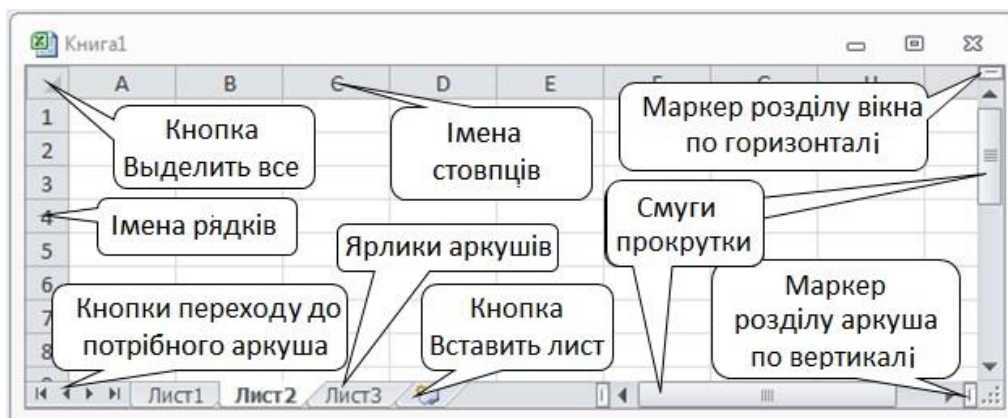 Книга1
A B C D E
1
2
3
4
5
6
7
8
Кнопка
Выделить все
Імена
стовпців
Маркер розділу вікна
по горизонталі
Імена рядків
Смуги
прокрутки
Ярлики аркушів
Кнопки переходу до
потрібного аркуша
Кнопка
Вставить лист
Маркер
розділу аркуша
по вертикалі
Лист1 Лист2 Лист3